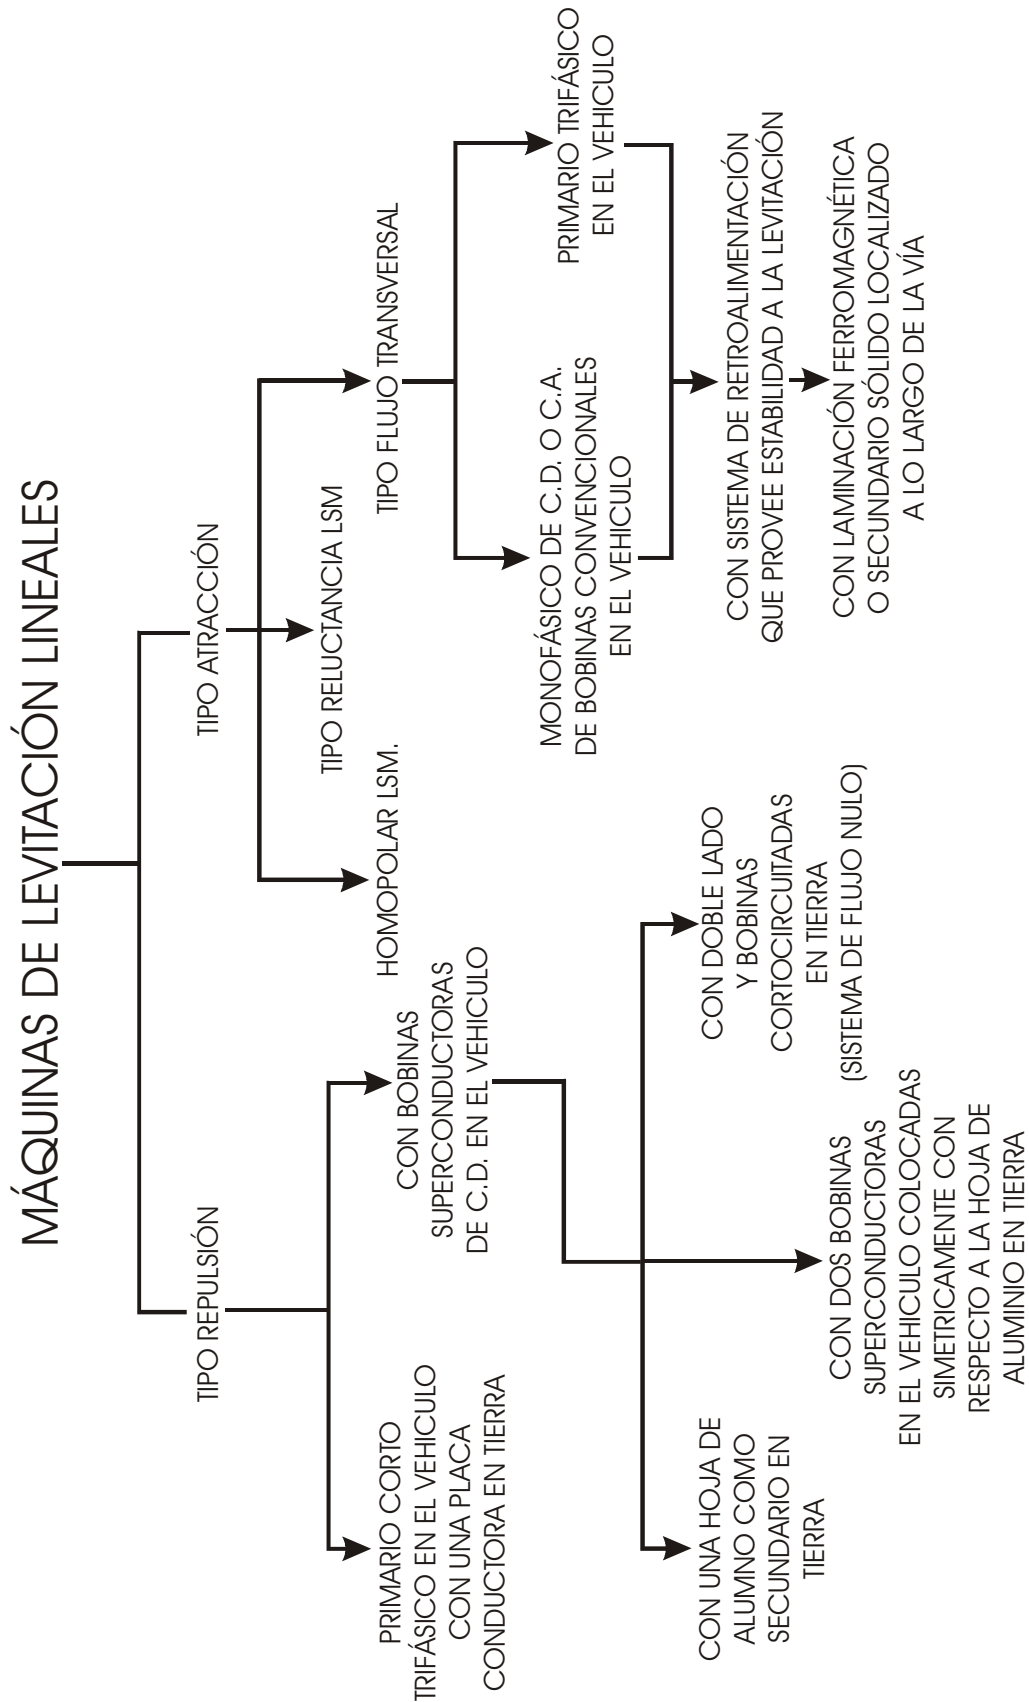 MÁQUINAS DE LEVITACIÓN LINEALES
TIPO REPULSIÓN
TIPO ATRACCIÓN
PRIMARIO CORTO
TRIFÁSICO EN EL VEHICULO
CON UNA PLACA
CONDUCTORA EN TIERRA
CON BOBINAS
SUPERCONDUCTORAS
DE C.D. EN EL VEHICULO
HOMOPOLAR LSM.
TIPO RELUCTANCIA LSM
TIPO FLUJO TRANSVERSAL
CON UNA HOJA DE
ALUMNO COMO
SECUNDARIO EN
TIERRA
CON DOS BOBINAS
SUPERCONDUCTORAS
EN EL VEHICULO COLOCADAS
SIMETRICAMENTE CON
RESPECTO A LA HOJA DE
ALUMINIO EN TIERRA
CON DOBLE LADO
Y BOBINAS
CORTOCIRCUITADAS
EN TIERRA
(SISTEMA DE FLUJO NULO)
MONOFÁSICO DE C.D. O C.A.
DE BOBINAS CONVENCIONALES
EN EL VEHICULO
PRIMARIO TRIFÁSICO
EN EL VEHICULO
CON SISTEMA DE RETROALIMENTACIÓN
QUE PROVEE ESTABILIDAD A LA LEVITACIÓN
CON LAMINACIÓN FERROMAGNÉTICA
O SECUNDARIO SÓLIDO LOCALIZADO
A LO LARGO DE LA VÍA